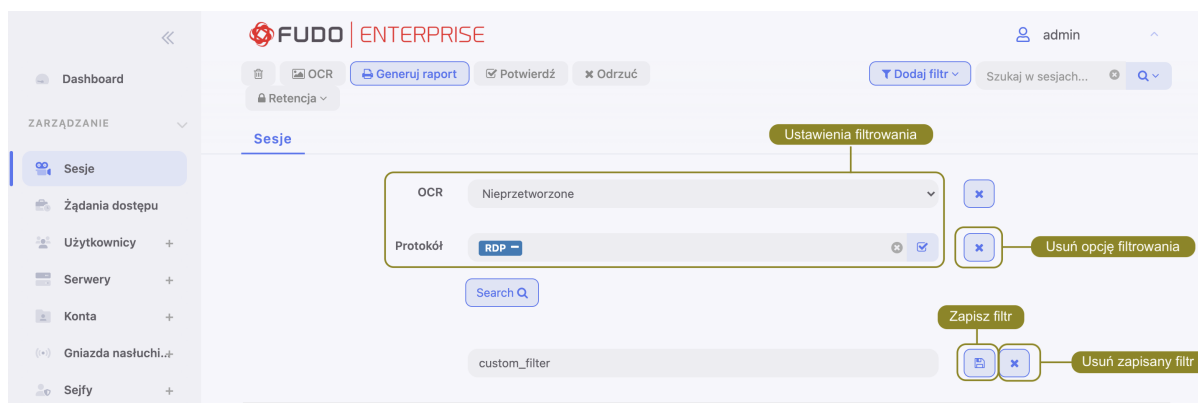 FUDO ENTERPRISE
admin
Dashboard
OCR
Generuj raport
Potwierdź
Odrzuć
Dodaj filtr
Szukaj w sesjach...
Retencja
ZARZĄDZANIE
Sesje
Ustawienia filtrowania
Sesje
OCR
Nieprzetworzone
Żądania dostępu
Użytkownicy
Protokół
RDP
Usuń opcję filtrowania
Serwery
Search
Konta
Zapisz filtr
Gniazda nasłuchi..
custom_filter
Usuń zapisany filtr
Sejfy